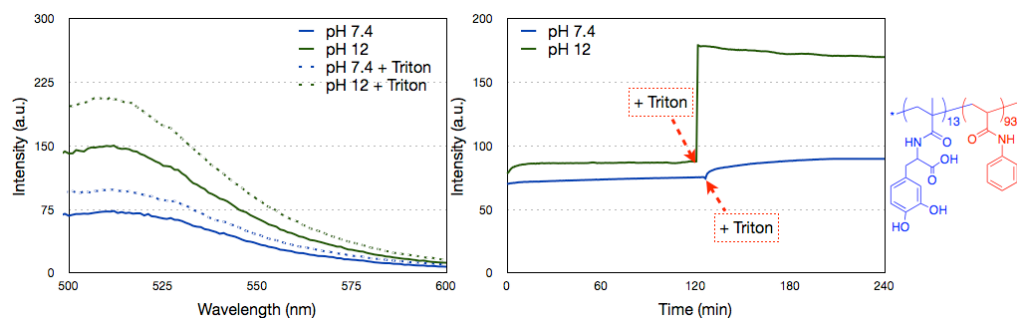 300
225
150
75
0
Intensity (a.u.)
pH 7.4
pH 12
pH 7.4 + Triton
pH 12 + Triton
500
525
550
575
600
Wavelength (nm)
200
150
100
50
0
Intensity (a.u.)
pH 7.4
pH 12
+ Triton
+ Triton
0
60
120
180
240
Time (min)
13
93
O
HN
O
NH
OH
O
OH
HO